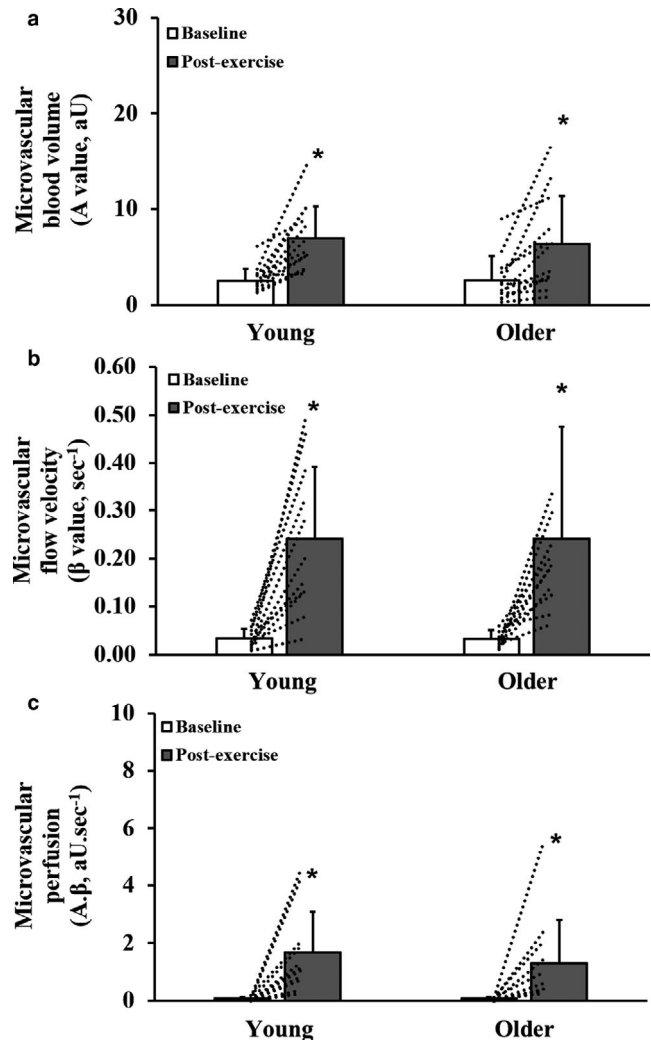 a
Microvascular
blood volume
(A value, aU)
30
20
10
0
Baseline
Post-exercise
*
*
Young
Older
b
Microvascular
flow velocity
(β value, sec⁻¹)
0.60
0.50
0.40
0.30
0.20
0.10
0.00
Baseline
Post-exercise
*
*
Young
Older
c
Microvascular
perfusion
(A.β, aU.sec⁻¹)
10
8
6
4
2
0
Baseline
Post-exercise
*
*
Young
Older